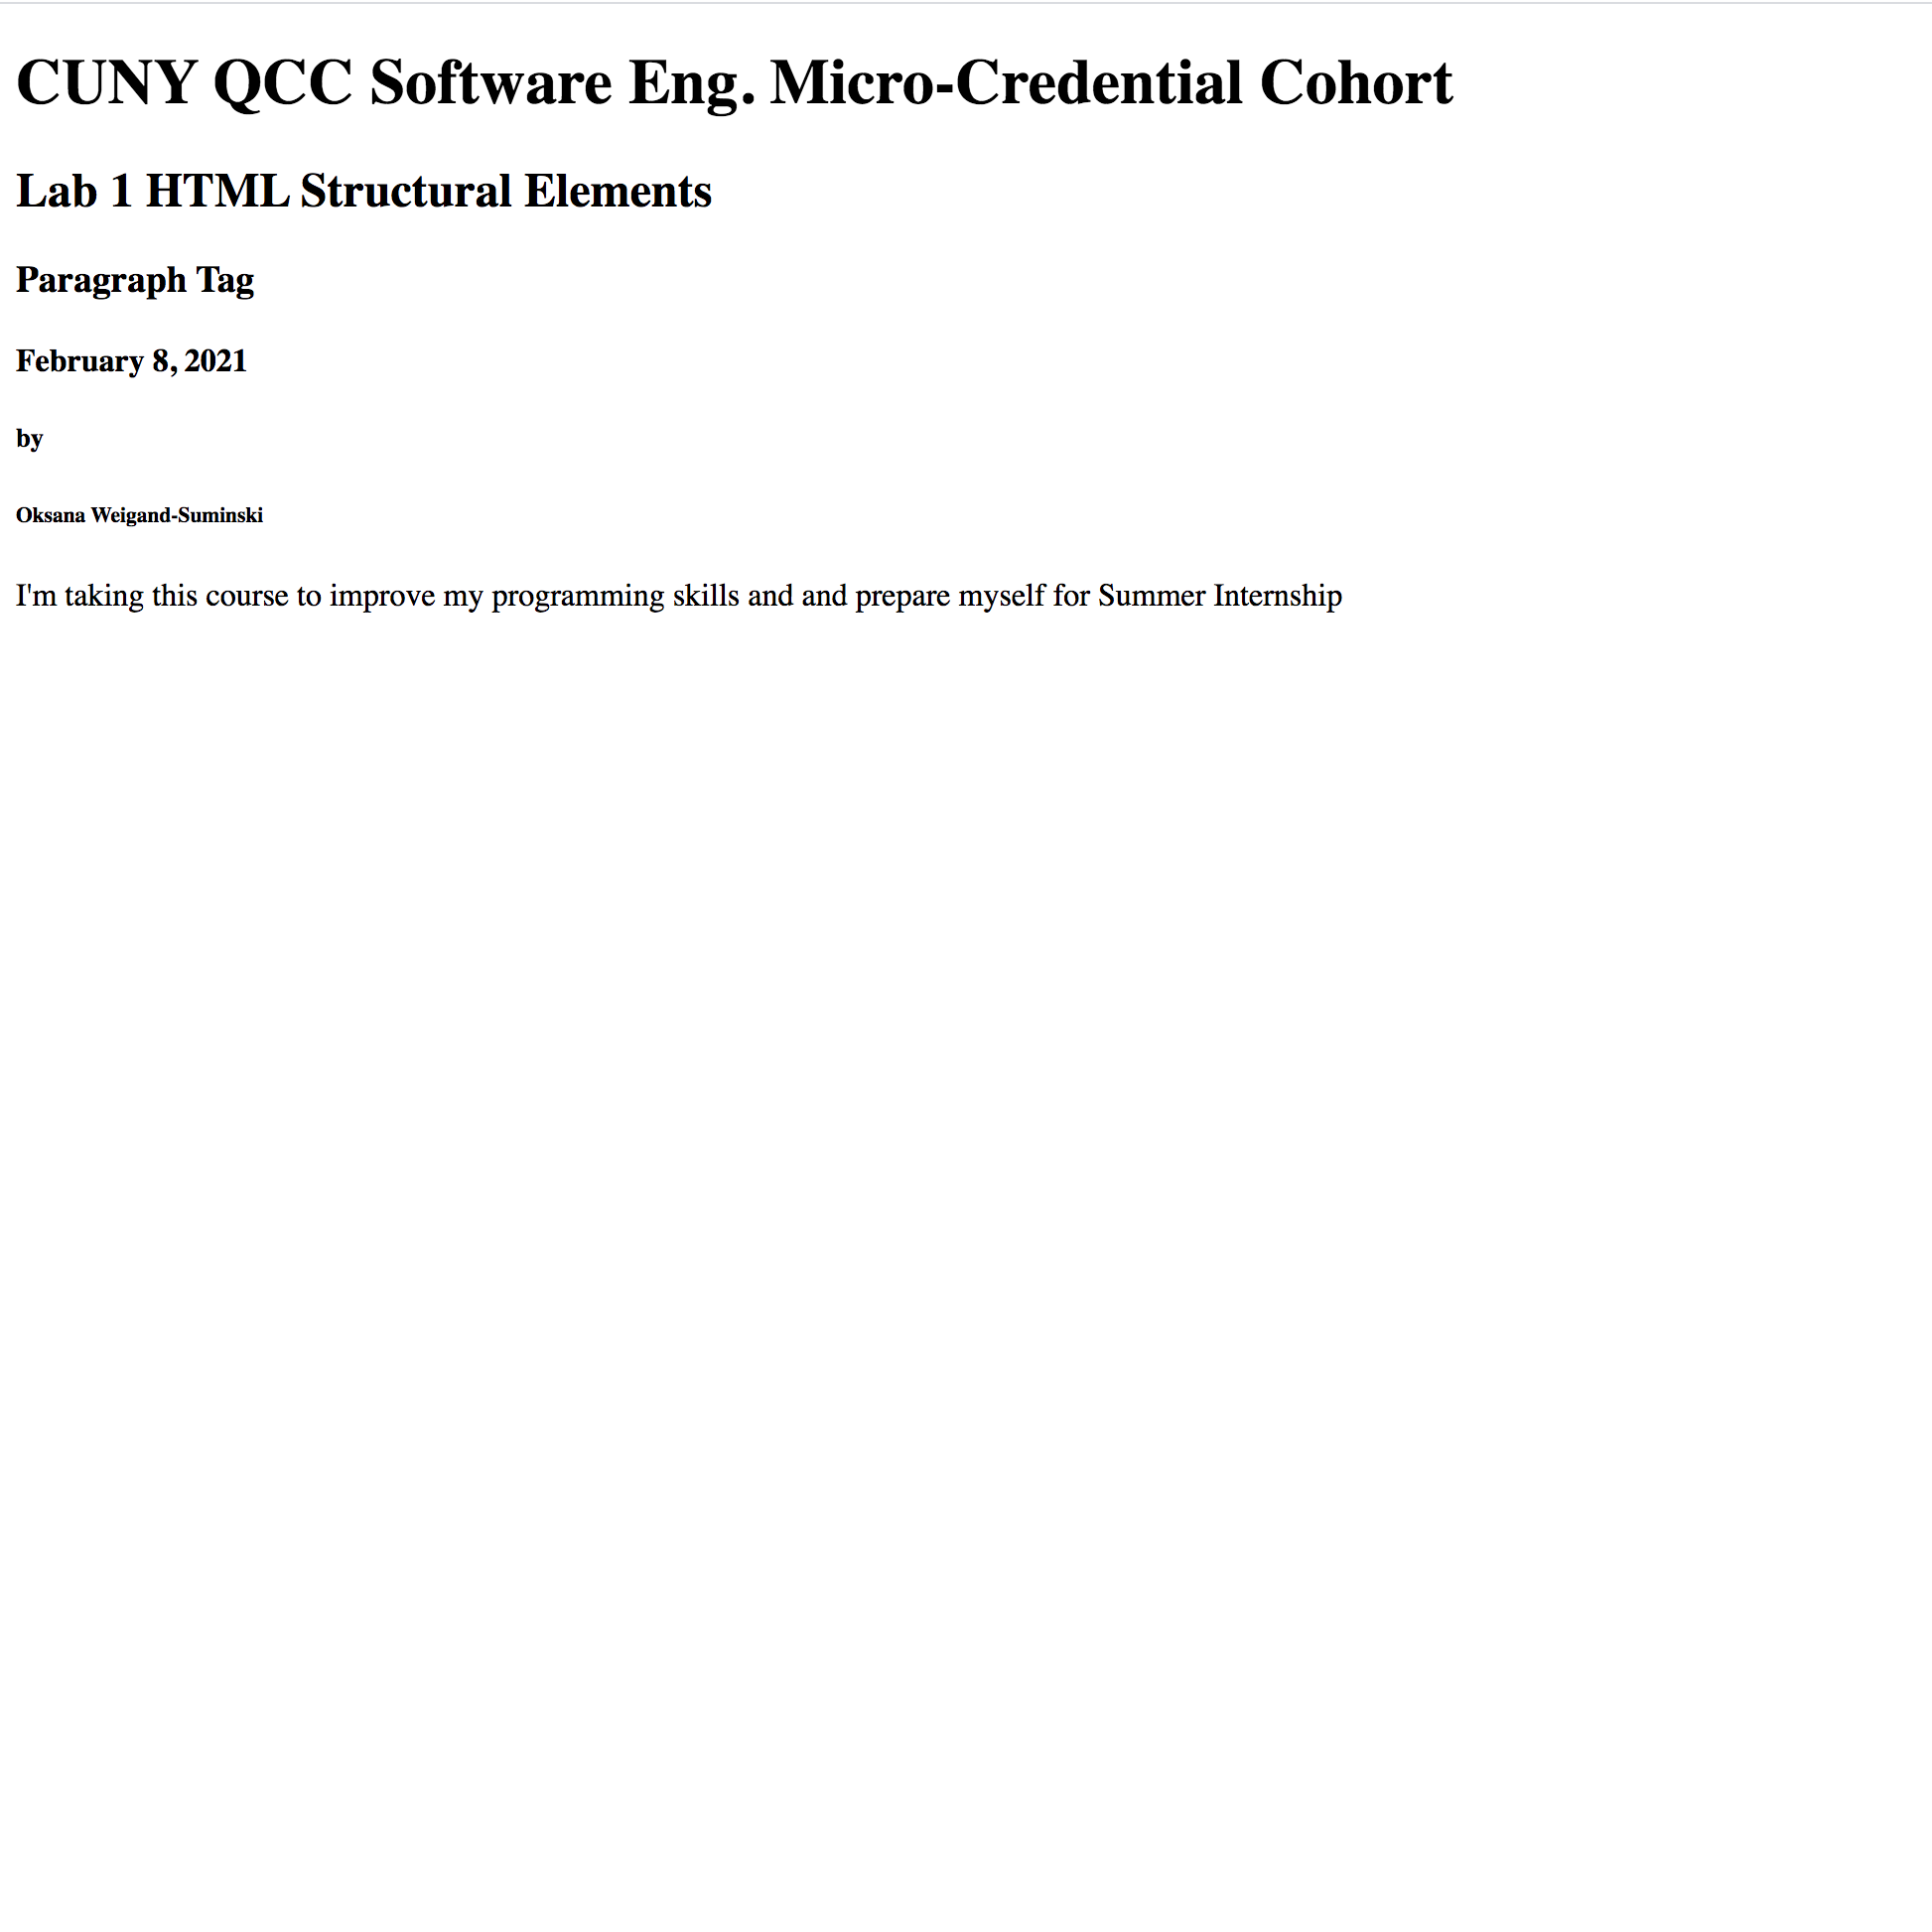 CUNY QCC Software Eng. Micro-Credential Cohort
Lab 1 HTML Structural Elements
Paragraph Tag
February 8, 2021
by
Oksana Weigand-Suminski
I'm taking this course to improve my programming skills and and prepare myself for Summer Internship